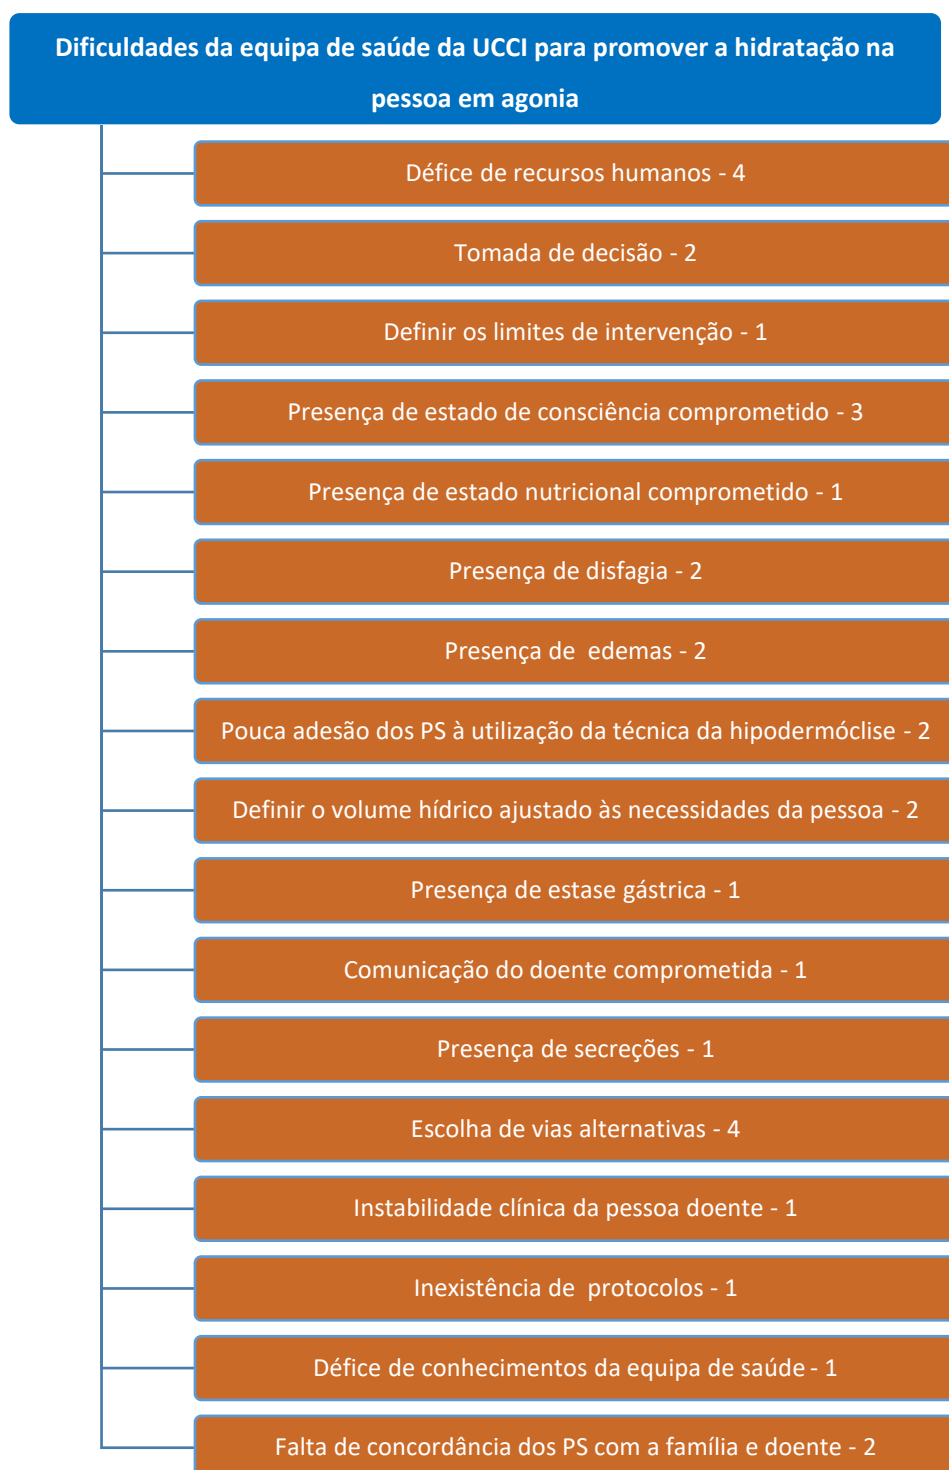 Dificuldades da equipa de saúde da UCCI para promover a hidratação na
pessoa em agonia
Défice de recursos humanos - 4
Tomada de decisão - 2
Definir os limites de intervenção - 1
Presença de estado de consciência comprometido - 3
Presença de estado nutricional comprometido - 1
Presença de disfagia - 2
Presença de  edemas - 2
Pouca adesão dos PS à utilização da técnica da hipodermóclise - 2
Definir o volume hídrico ajustado às necessidades da pessoa - 2
Presença de estase gástrica - 1
Comunicação do doente comprometida - 1
Presença de secreções - 1
Escolha de vias alternativas - 4
Instabilidade clínica da pessoa doente - 1
Inexistência de  protocolos - 1
Défice de conhecimentos da equipa de saúde - 1
Falta de concordância dos PS com a família e doente - 2